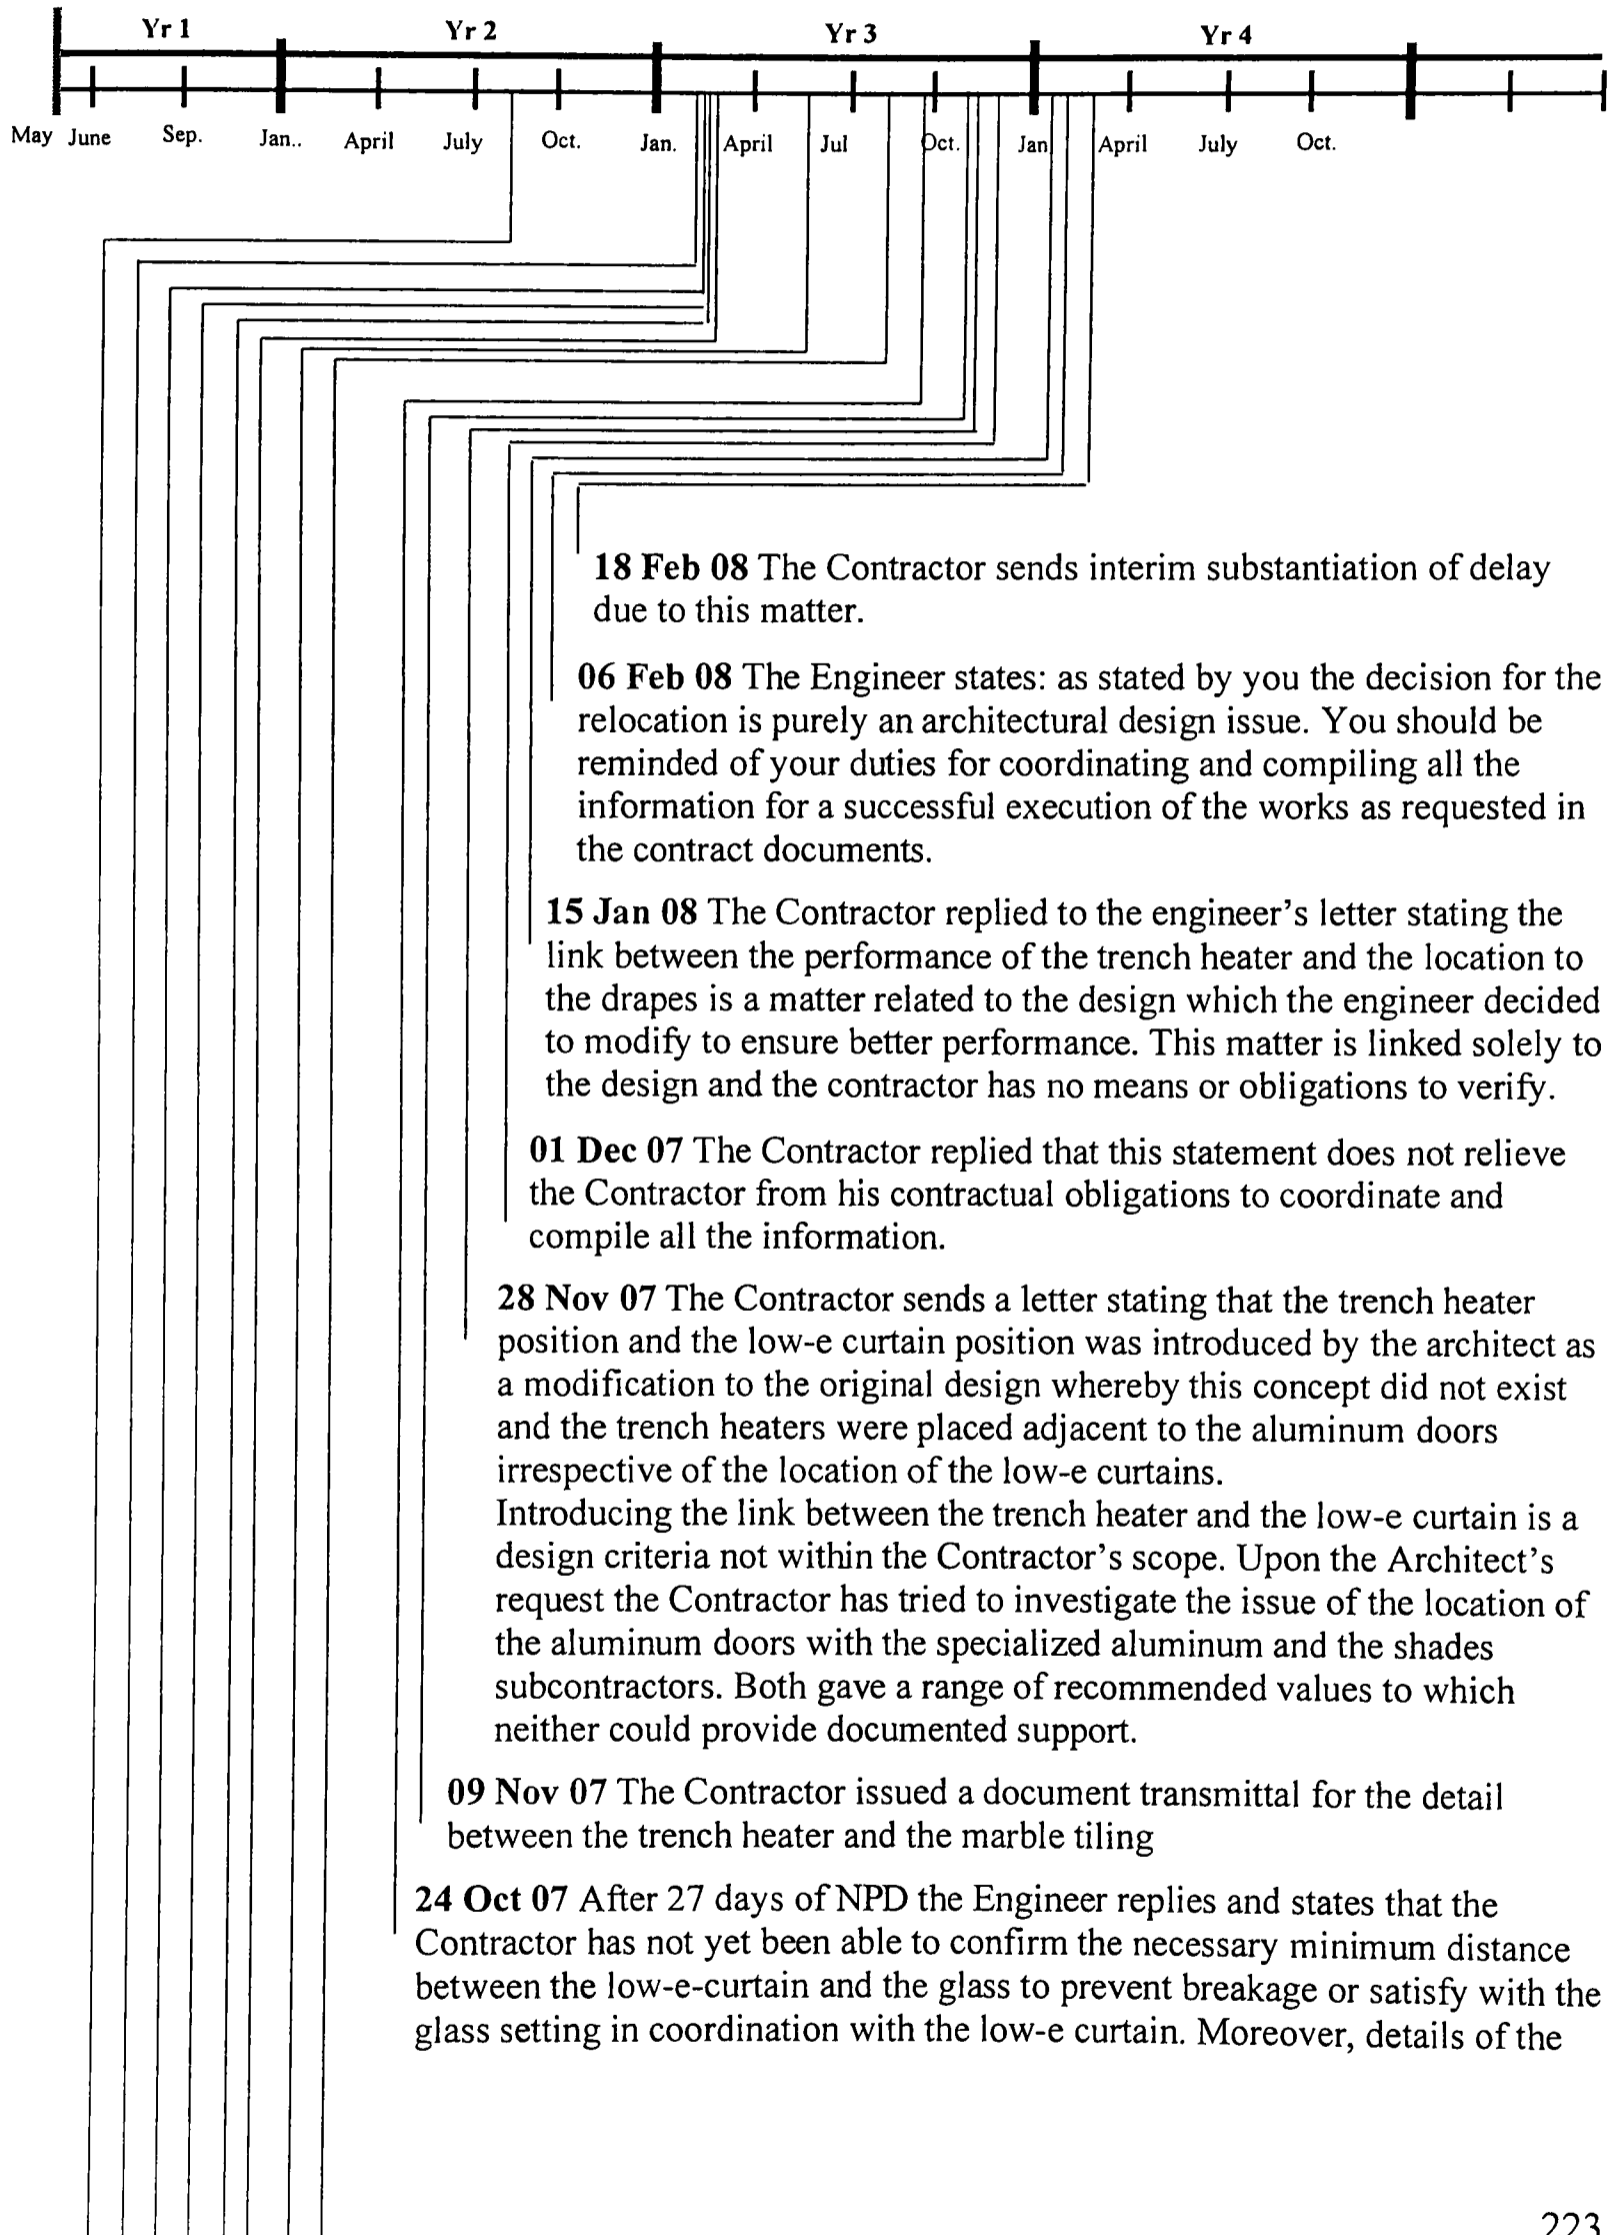 Yr 1 Yr 2 Yr 3 Yr 4
May June Sep. Jan.. April July Oct. Jan. April Jul Oct. Jan April July Oct.
18 Feb 08 The Contractor sends interim substantiation of delay
due to this matter.
06 Feb 08 The Engineer states: as stated by you the decision for the
relocation is purely an architectural design issue. You should be
reminded of your duties for coordinating and compiling all the
information for a successful execution of the works as requested in
the contract documents.
15 Jan 08 The Contractor replied to the engineer's letter stating the
link between the performance of the trench heater and the location to
the drapes is a matter related to the design which the engineer decided
to modify to ensure better performance. This matter is linked solely to
the design and the contractor has no means or obligations to verify.
01 Dec 07 The Contractor replied that this statement does not relieve
the Contractor from his contractual obligations to coordinate and
compile all the information.
28 Nov 07 The Contractor sends a letter stating that the trench heater
position and the low-e curtain position was introduced by the architect as
a modification to the original design whereby this concept did not exist
and the trench heaters were placed adjacent to the aluminum doors
irrespective of the location of the low-e curtains.
Introducing the link between the trench heater and the low-e curtain is a
design criteria not within the Contractor's scope. Upon the Architect's
request the Contractor has tried to investigate the issue of the location of
the aluminum doors with the specialized aluminum and the shades
subcontractors. Both gave a range of recommended values to which
neither could provide documented support.
09 Nov 07 The Contractor issued a document transmittal for the detail
between the trench heater and the marble tiling
24 Oct 07 After 27 days of NPD the Engineer replies and states that the
Contractor has not yet been able to confirm the necessary minimum distance
between the low-e-curtain and the glass to prevent breakage or satisfy with the
glass setting in coordination with the low-e curtain. Moreover, details of the
223